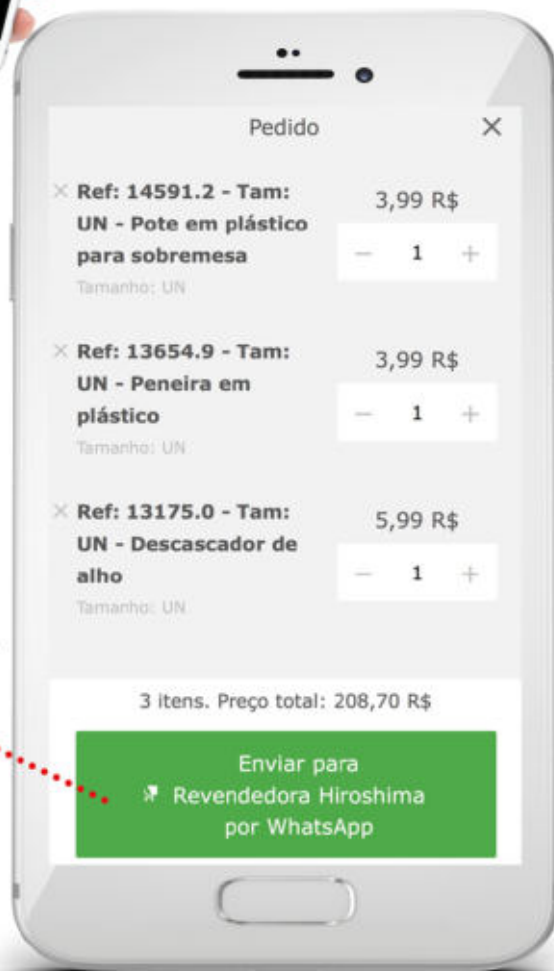 Pedido
Ref: 14591.2 - Tam:
UN - Pote em plástico
para sobremesa
Tamanho: UN
3,99 R$
1
Ref: 13654.9 - Tam:
UN - Peneira em
plástico
Tamanho: UN
3,99 R$
1
Ref: 13175.0 - Tam:
UN - Descascador de
alho
Tamanho: UN
5,99 R$
1
3 itens. Preço total: 208,70 R$
Enviar para
Revendedora Hiroshima
por WhatsApp